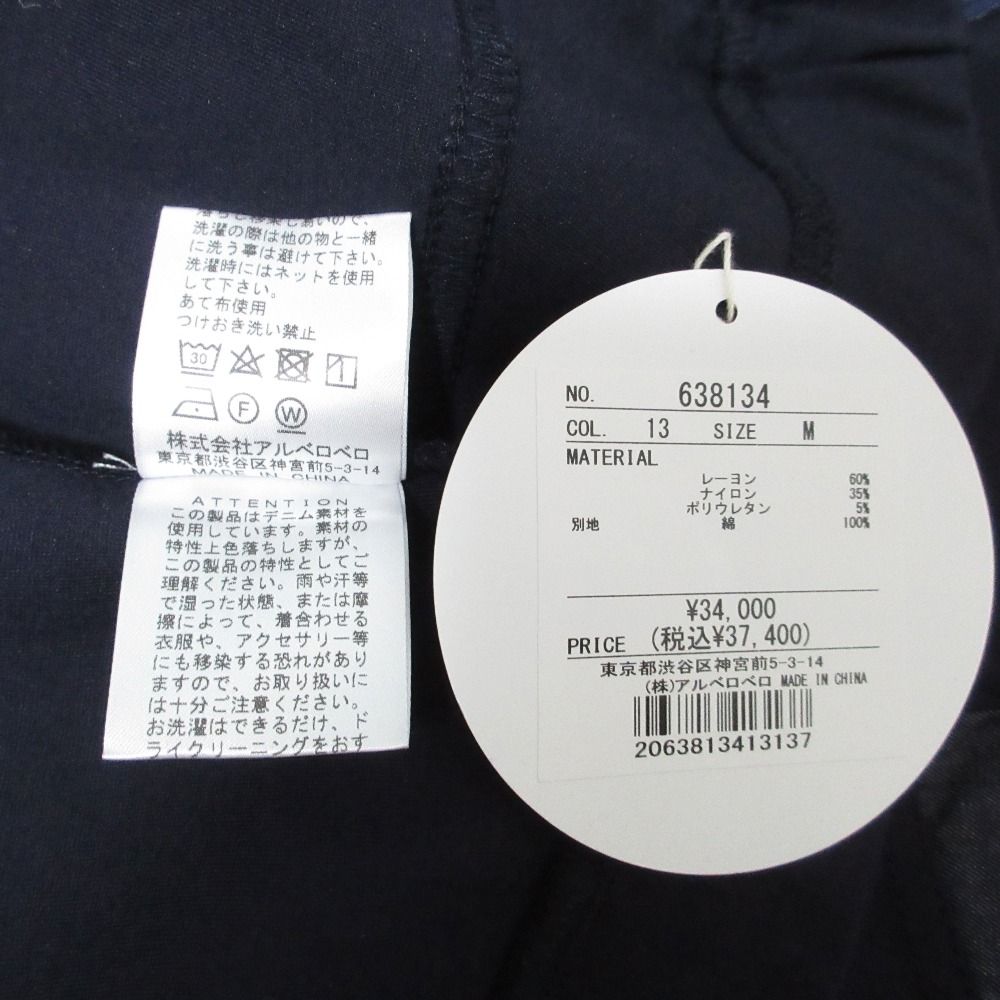 洗濯の際は他の物と一緒
に洗う事は避けて下さい。
洗濯時にはネットを使用
して下さい。
あて布使用
つけおき洗い禁止
30
F W
株式会社アルベロベロ
東京都渋谷区神宮前5-3-14
MADE IN CHINA
ATTENTION
この製品はデニム素材を
使用しています。素材の
特性上色落ちしますが、
この製品の特性としてご
理解ください。雨や汗等
で湿った状態、または摩
擦によって、着合わせる
衣服や、アクセサリー等
にも移染する恐れがあり
ますので、お取り扱いに
は十分ご注意ください。
お洗濯はできるだけ、ド
ライクリーニングをおす
NO. 638134
COL. 13 SIZE M
MATERIAL
レーヨン 60%
ナイロン 35%
ポリウレタン 5%
別地 綿 100%
¥34,000
PRICE (税込¥37,400)
東京都渋谷区神宮前5-3-14
(株)アルベロベロ MADE IN CHINA
2063813413137